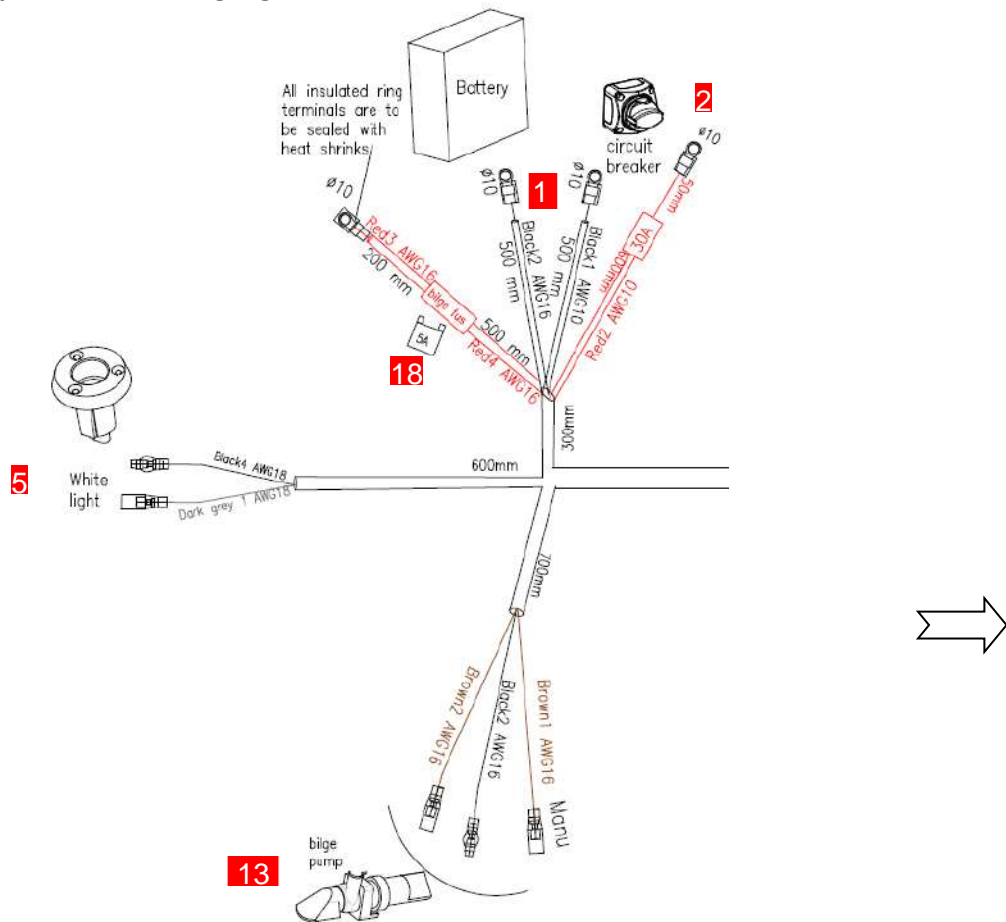 Battery
2
All insulated ring
terminals are to
be sealed with
heat shrinks
circuit
breaker
ø10
ø10
1
ø10
ø10
50mm
30A
600mm
Red2 AWG10
Black1 AWG10
500 mm
Black2 AWG16
500 mm
Red3 AWG16
200 mm
bilge fus
5A
18
500 mm
Red4 AWG16
300mm
600mm
5
White
light
Black4 AWG18
Dark grey 1 AWG18
700mm
Brown2 AWG16
Black2 AWG16
Brown1 AWG16
Manu
bilge
pump
13